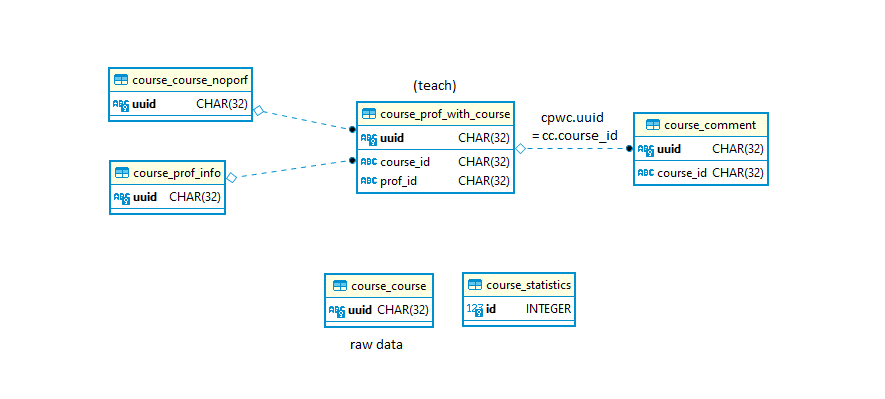 course_course_noporf
uuid CHAR(32)
course_prof_info
uuid CHAR(32)
(teach)
course_prof_with_course
uuid CHAR(32)
course_id CHAR(32)
prof_id CHAR(32)
cpwc.uuid
= cc.course_id
course_comment
uuid CHAR(32)
course_id CHAR(32)
course_course
uuid CHAR(32)
raw data
course_statistics
id INTEGER